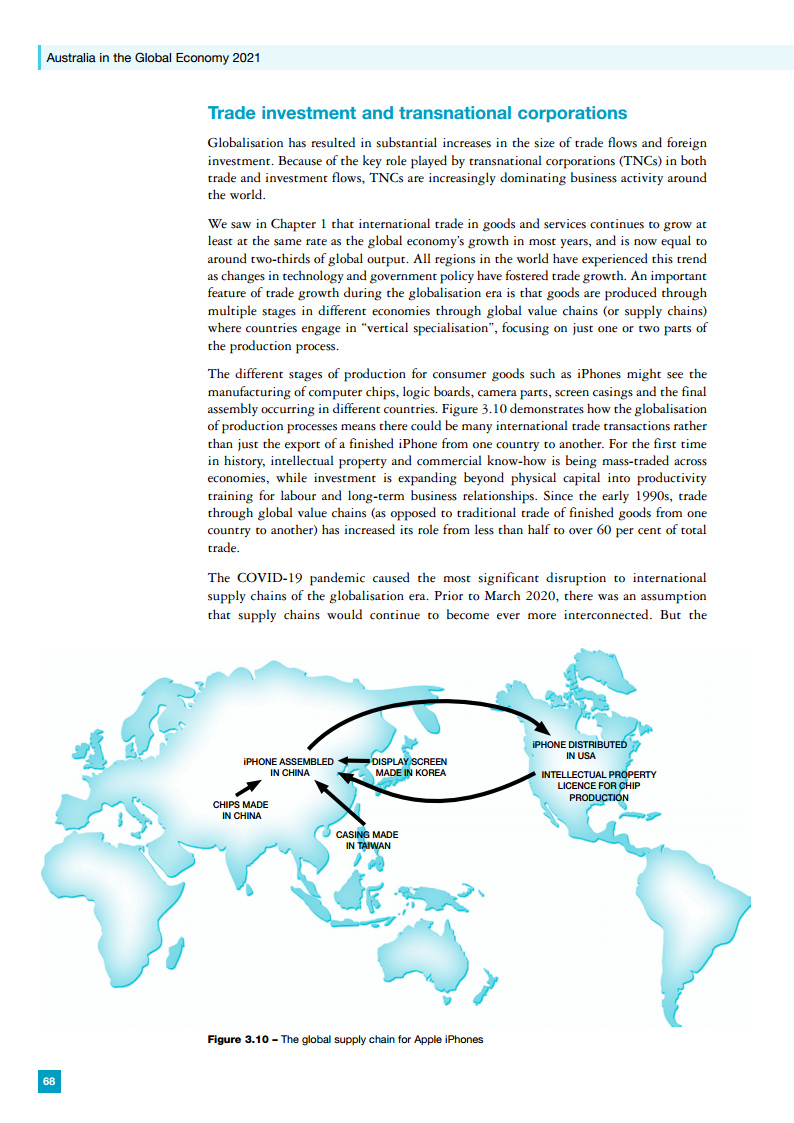 Australia in the Global Economy 2021
Trade investment and transnational corporations
Globalisation has resulted in substantial increases in the size of trade flows and foreign
investment. Because of the key role played by transnational corporations (TNCs) in both
trade and investment flows, TNCs are increasingly dominating business activity around
the world.
We saw in Chapter 1 that international trade in goods and services continues to grow at
least at the same rate as the global economy’s growth in most years, and is now equal to
around two-thirds of global output. All regions in the world have experienced this trend
as changes in technology and government policy have fostered trade growth. An important
feature of trade growth during the globalisation era is that goods are produced through
multiple stages in different economies through global value chains (or supply chains)
where countries engage in “vertical specialisation”, focusing on just one or two parts of
the production process.
The different stages of production for consumer goods such as iPhones might see the
manufacturing of computer chips, logic boards, camera parts, screen casings and the final
assembly occurring in different countries. Figure 3.10 demonstrates how the globalisation
of production processes means there could be many international trade transactions rather
than just the export of a finished iPhone from one country to another. For the first time
in history, intellectual property and commercial know-how is being mass-traded across
economies, while investment is expanding beyond physical capital into productivity
training for labour and long-term business relationships. Since the early 1990s, trade
through global value chains (as opposed to traditional trade of finished goods from one
country to another) has increased its role from less than half to over 60 per cent of total
trade.
The COVID-19 pandemic caused the most significant disruption to international
supply chains of the globalisation era. Prior to March 2020, there was an assumption
that supply chains would continue to become ever more interconnected. But the
iPHONE ASSEMBLED
IN CHINA
DISPLAY SCREEN
MADE IN KOREA
iPHONE DISTRIBUTED
IN USA
INTELLECTUAL PROPERTY
LICENCE FOR CHIP
PRODUCTION
CHIPS MADE
IN CHINA
CASING MADE
IN TAIWAN
Figure 3.10 – The global supply chain for Apple iPhones
68